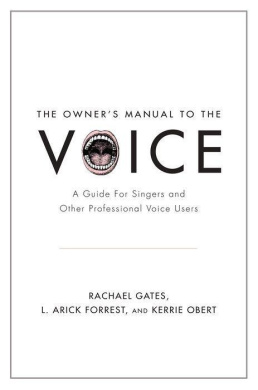 THE OWNER'S MANUAL TO THE
VOICE
A Guide For Singers and
Other Professional Voice Users
RACHAEL GATES,
L. ARICK FORREST, AND KERRIE OBERT